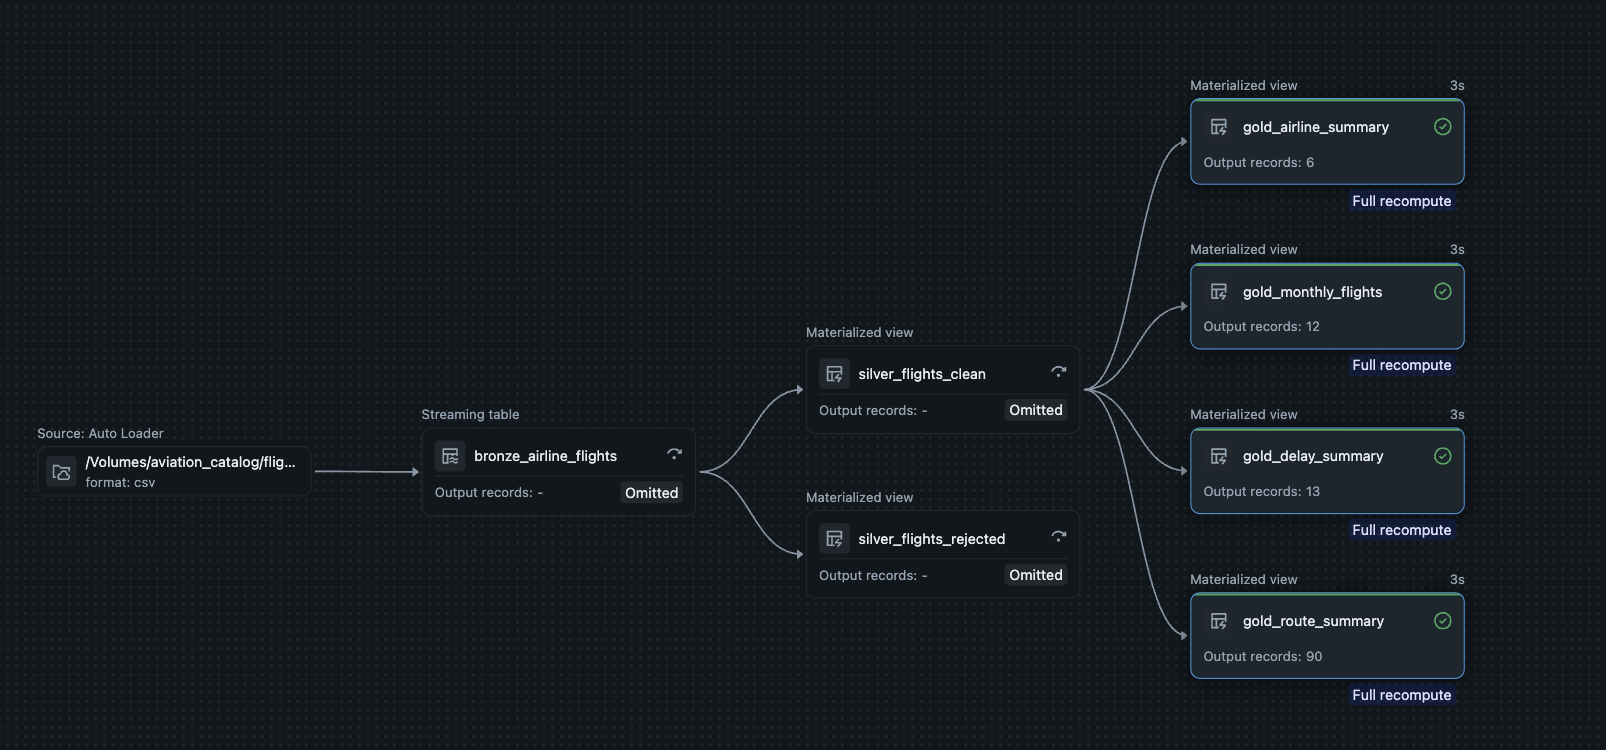 Source: Auto Loader
/Volumes/aviation_catalog/flig...
format: csv
Streaming table
bronze_airline_flights
Output records: -
Omitted
Materialized view
silver_flights_clean
Output records: -
Omitted
Materialized view
silver_flights_rejected
Output records: -
Omitted
Materialized view 3s
gold_airline_summary
Output records: 6
Full recompute
Materialized view 3s
gold_monthly_flights
Output records: 12
Full recompute
Materialized view 3s
gold_delay_summary
Output records: 13
Full recompute
Materialized view 3s
gold_route_summary
Output records: 90
Full recompute